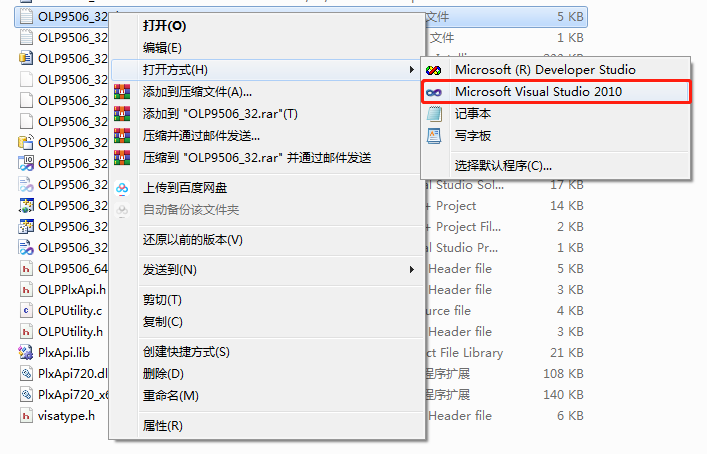 OLP9506_32 文件 5 KB
OLP9506_32 文件 1 KB
OLP9506_32
OLP9506_32
OLP9506_32
OLP9506_32
OLP9506_32
OLP9506_32
OLP9506_32 al Studio Sol... 17 KB
OLP9506_32 + Project 14 KB
OLP9506_32 + Project Fil... 2 KB
OLP9506_32 al Studio Pr... 1 KB
OLP9506_64 Header file 5 KB
OLPPlxApi.h Header file 1 KB
OLPUtility.c urce file 1 KB
OLPUtility.h Header file 1 KB
PlxApi.lib ct File Library 21 KB
PlxApi720.dl 程序扩展 108 KB
PlxApi720_x6 程序扩展 140 KB
visatype.h Header file 6 KB
打开(O)
编辑(E)
打开方式(H)
添加到压缩文件(A)...
添加到 "OLP9506_32.rar"(T)
压缩并通过邮件发送...
压缩到 "OLP9506_32.rar" 并通过邮件发送
上传到百度网盘
自动备份该文件夹
还原以前的版本(V)
发送到(N)
剪切(T)
复制(C)
创建快捷方式(S)
删除(D)
重命名(M)
属性(R)
Microsoft (R) Developer Studio
Microsoft Visual Studio 2010
记事本
写字板
选择默认程序(C)...